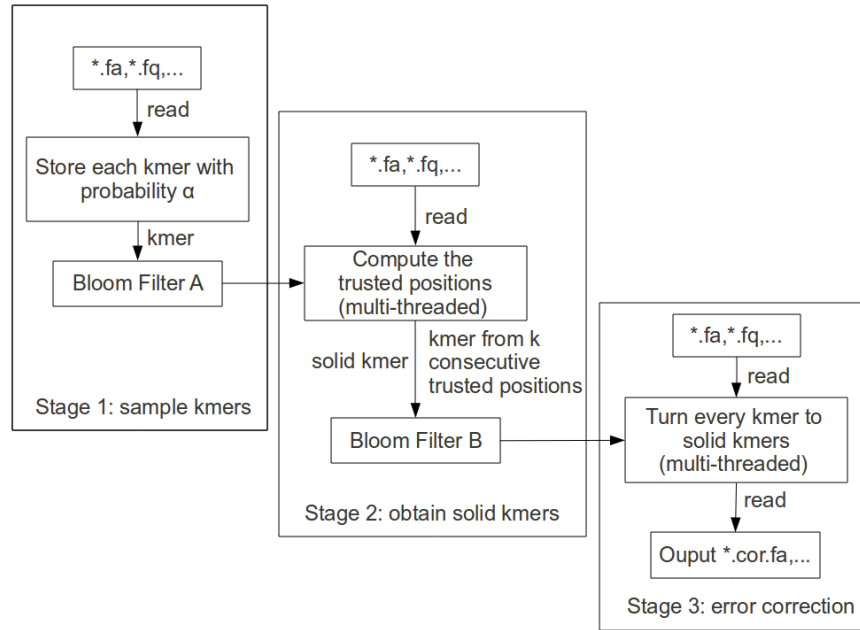 *.fa,*.fq,...
read
Store each kmer with
probability α
kmer
Bloom Filter A
Stage 1: sample kmers
*.fa,*.fq,...
read
Compute the
trusted positions
(multi-threaded)
solid kmer
kmer from k
consecutive
trusted positions
Bloom Filter B
Stage 2: obtain solid kmers
*.fa,*.fq,...
read
Turn every kmer to
solid kmers
(multi-threaded)
read
Ouput *.cor.fa,...
Stage 3: error correction